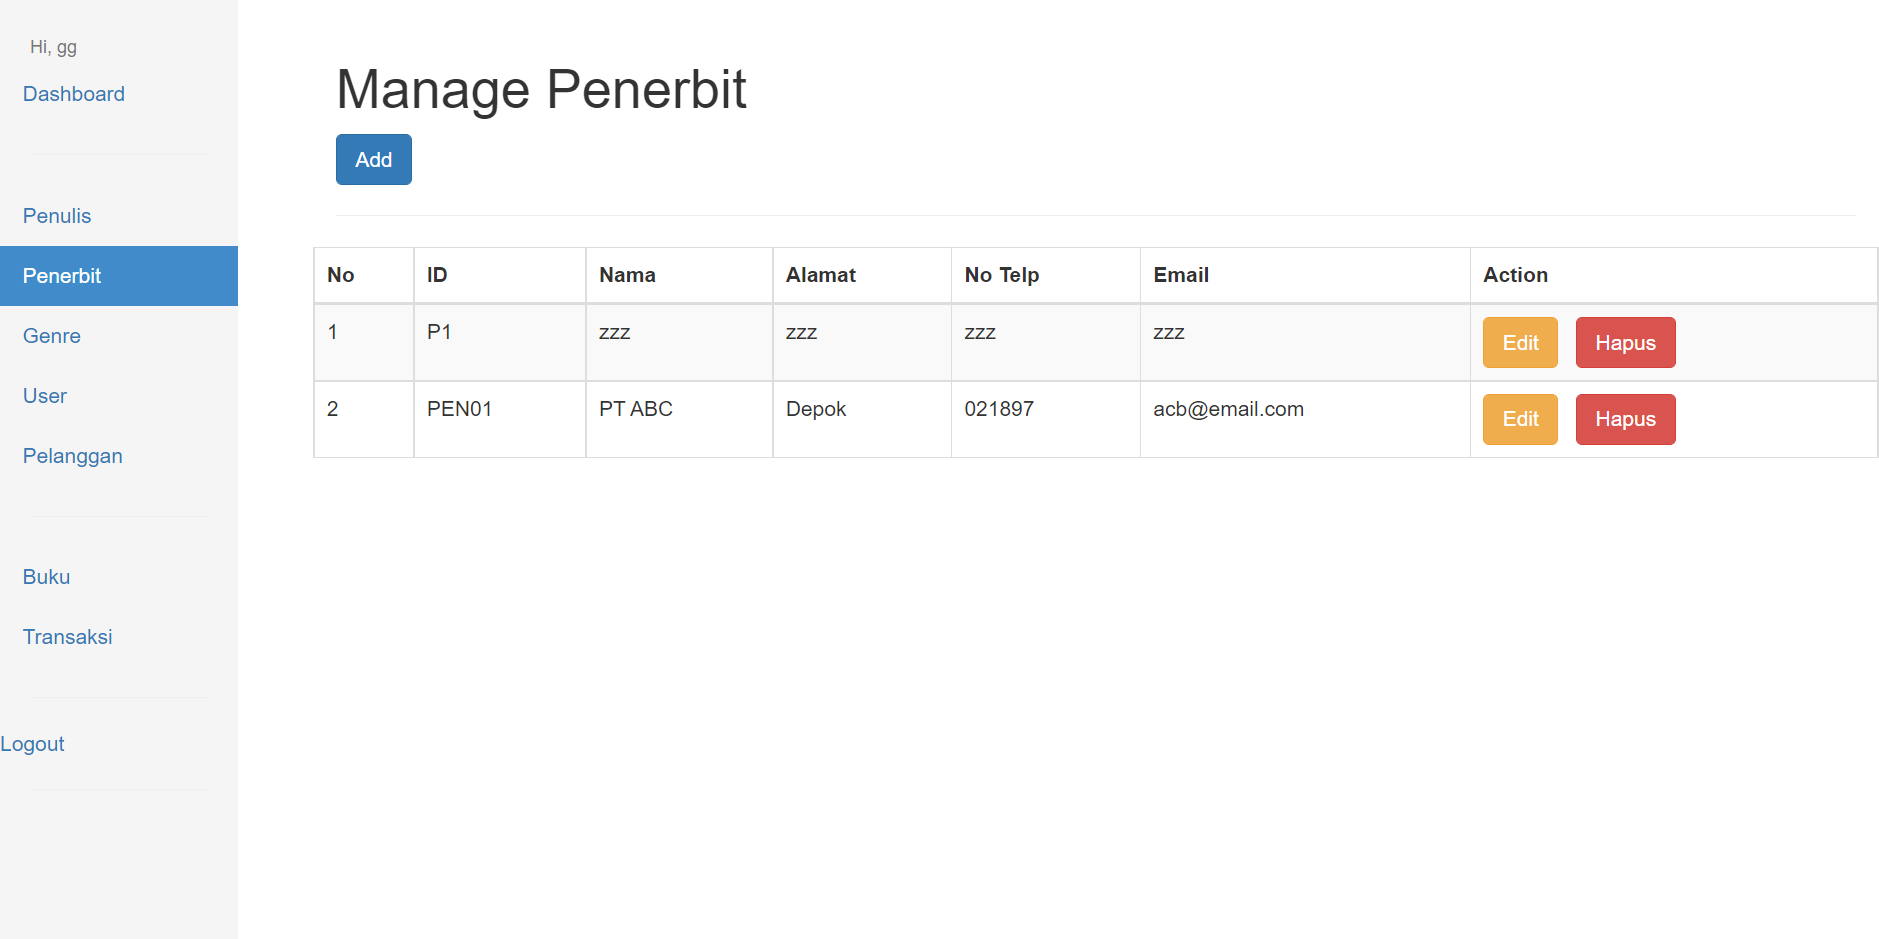 Hi, gg
Dashboard
Penulis
Penerbit
Genre
User
Pelanggan
Buku
Transaksi
Logout
Manage Penerbit
Add
No ID Nama Alamat No Telp Email Action
1 P1 zzz zzz zzz zzz Edit Hapus
2 PEN01 PT ABC Depok 021897 acb@email.com Edit Hapus